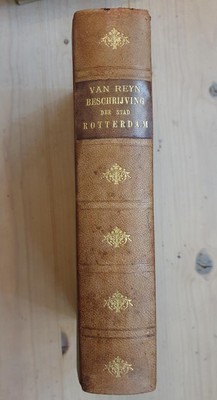 VAN REYN
BESCHRIJVING
DER STAD
ROTTERDAM